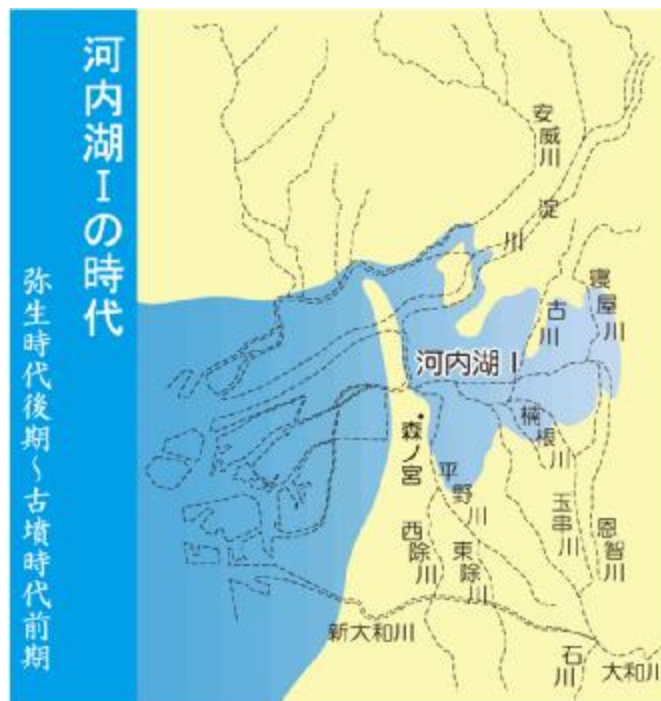 河内湖Ⅰの時代
弥生時代後期～古墳時代前期
安威川
淀川
古川
寝屋川
河内湖Ⅰ
楠根川
森ノ宮
平野川
玉串川
恩智川
西除川
東除川
新大和川
石川
大和川